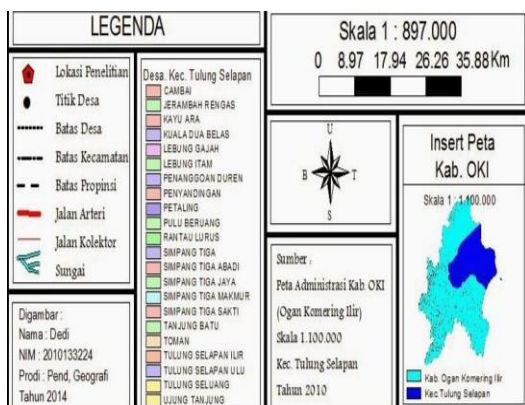 LEGENDA
Lokasi Penelitian
Titik Desa
Batas Desa
Batas Kecamatan
Batas Propinsi
Jalan Arteri
Jalan Kolektor
Sungai
Digambar :
Nama : Dedi
NIM : 2010133224
Prodi : Pend, Geografi
Tahun 2014
Desa. Kec. Tulung Selapan
CAMBAI
JERAMBAH RENGAS
KAYU ARA
KUALA DUA BELAS
LEBUNG GAJAH
LEBUNG ITAM
PENANGGOAN DUREN
PENYANDINGAN
PETALING
PULU BERUANG
RANTAU LURUS
SIMPANG TIGA
SIMPANG TIGA ABADI
SIMPANG TIGA JAYA
SIMPANG TIGA MAKMUR
SIMPANG TIGA SAKTI
TANJUNG BATU
TOMAN
TULUNG SELAPAN ILIR
TULUNG SELAPAN ULU
TULUNG SELUANG
UJUNG TANJUNG
Skala 1 : 897.000
0 8.97 17.94 26.26 35.88 Km
U
B T
S
Sumber :
Peta Administrasi Kab. OKI
(Ogan Komering Ilir)
Skala 1.100.000
Kec. Tulung Selapan
Tahun 2010
Insert Peta
Kab. OKI
Skala 1 : 1.100.000
Kab. Ogan Komering Ilir
Kec.Tulung Selapan